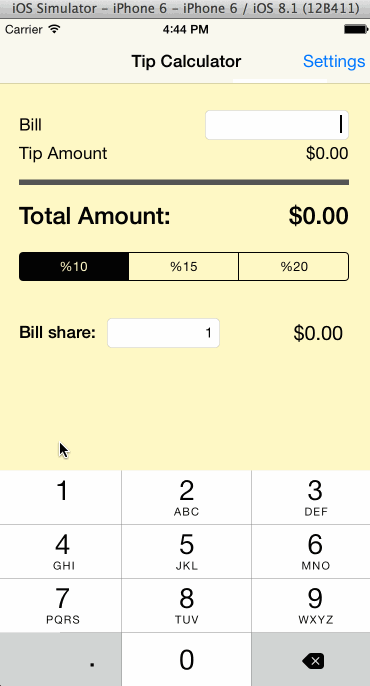 iOS Simulator - iPhone 6 - iPhone 6 / iOS 8.1 (12B411)
Carrier 4:44 PM
Tip Calculator Settings
Bill
Tip Amount $0.00
Total Amount: $0.00
%10 %15 %20
Bill share: 1 $0.00
1 2 3
ABC DEF
4 5 6
GHI JKL MNO
7 8 9
PQRS TUV WXYZ
. 0